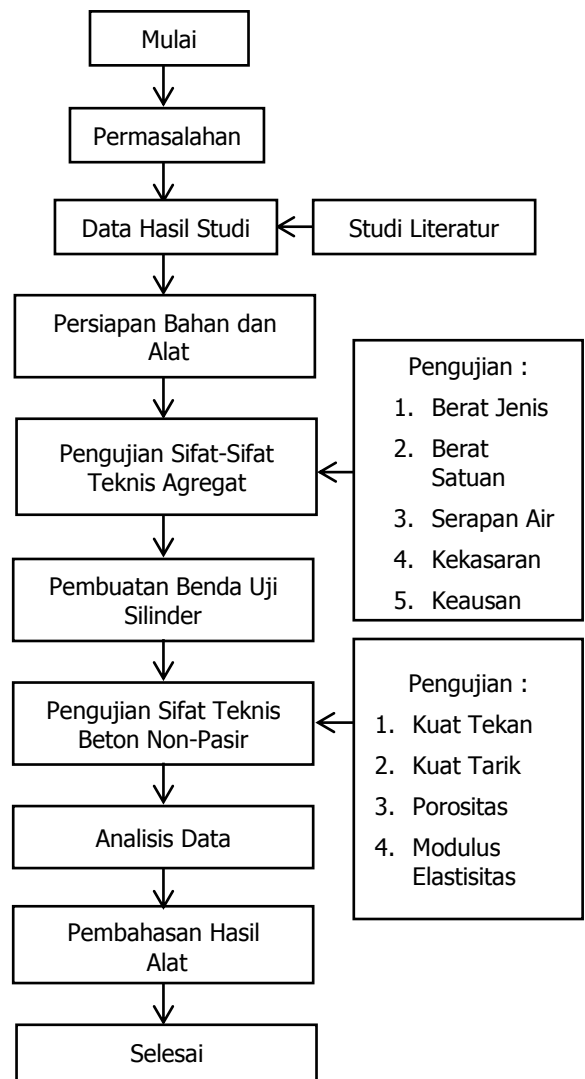 Mulai
Permasalahan
Data Hasil Studi
Studi Literatur
Persiapan Bahan dan
Alat
Pengujian Sifat-Sifat
Teknis Agregat
Pengujian :
1. Berat Jenis
2. Berat
Satuan
3. Serapan Air
4. Kekasaran
5. Keausan
Pembuatan Benda Uji
Silinder
Pengujian Sifat Teknis
Beton Non-Pasir
Pengujian :
1. Kuat Tekan
2. Kuat Tarik
3. Porositas
4. Modulus
Elastisitas
Analisis Data
Pembahasan Hasil
Alat
Selesai